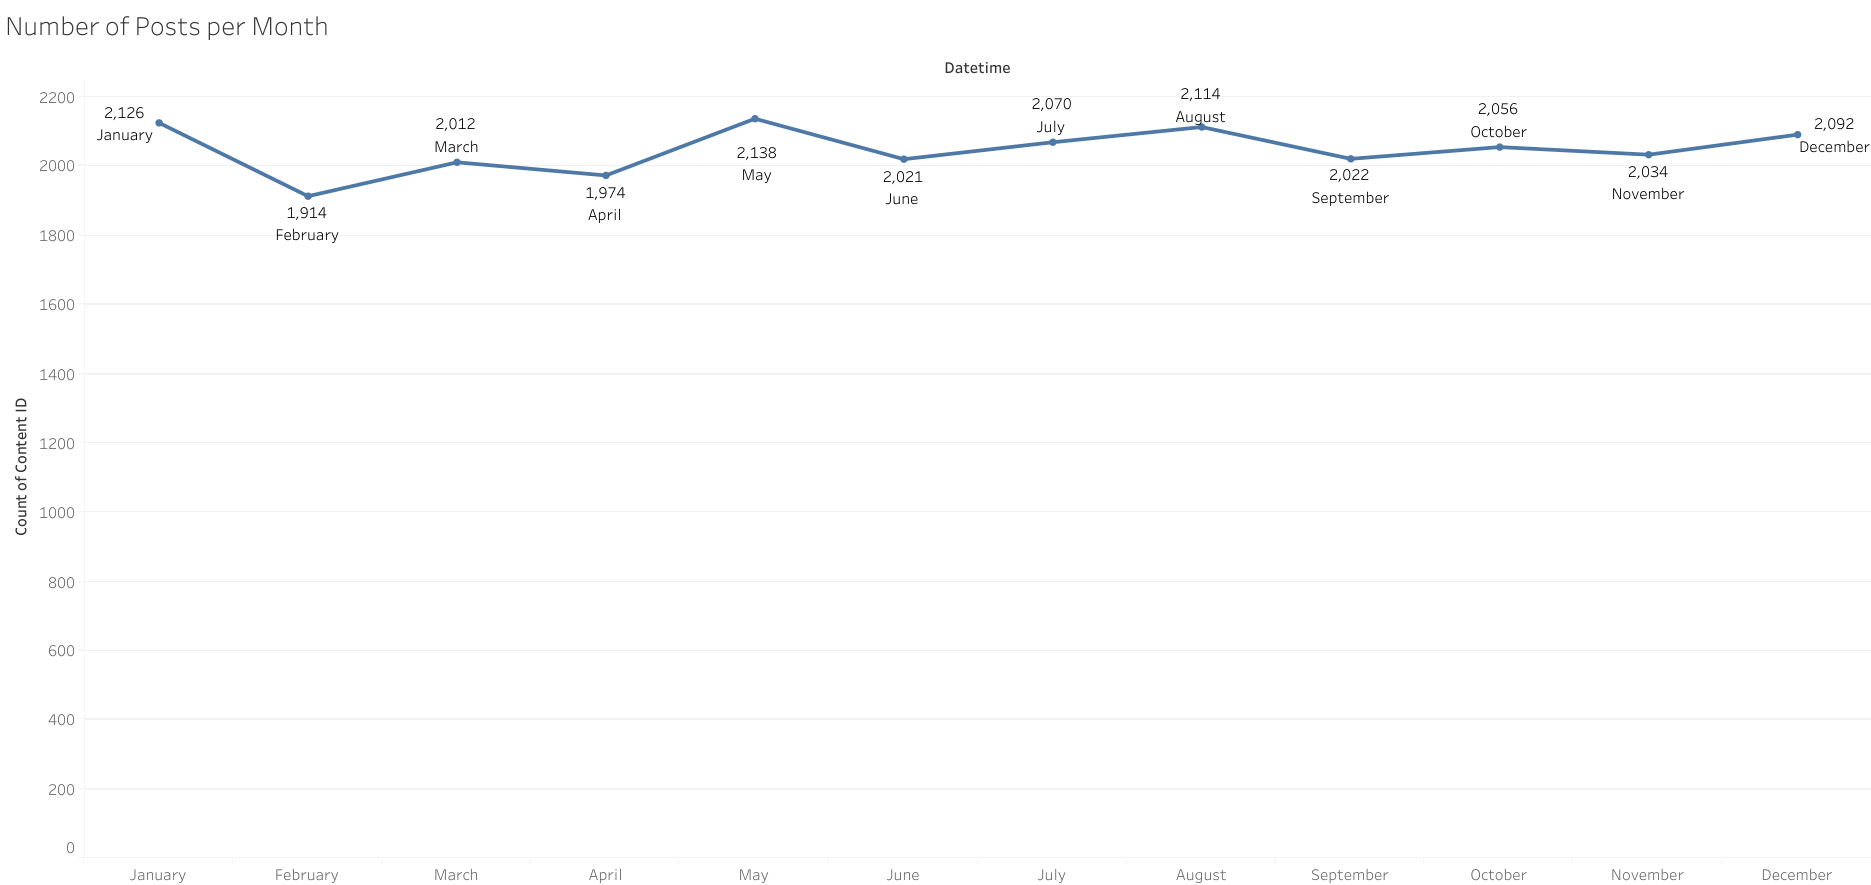 Number of Posts per Month
Datetime
Count of Content ID
2200
2000
1800
1600
1400
1200
1000
800
600
400
200
0
2,126
January
1,914
February
2,012
March
1,974
April
2,138
May
2,021
June
2,070
July
2,114
August
2,022
September
2,056
October
2,034
November
2,092
December
January
February
March
April
May
June
July
August
September
October
November
December